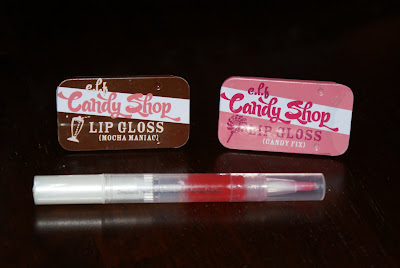 e.l.f
Candy Shop
LIP GLOSS
(MOCHA MANIAC)
e.l.f
Candy Shop
LIP GLOSS
(CANDY FIX)